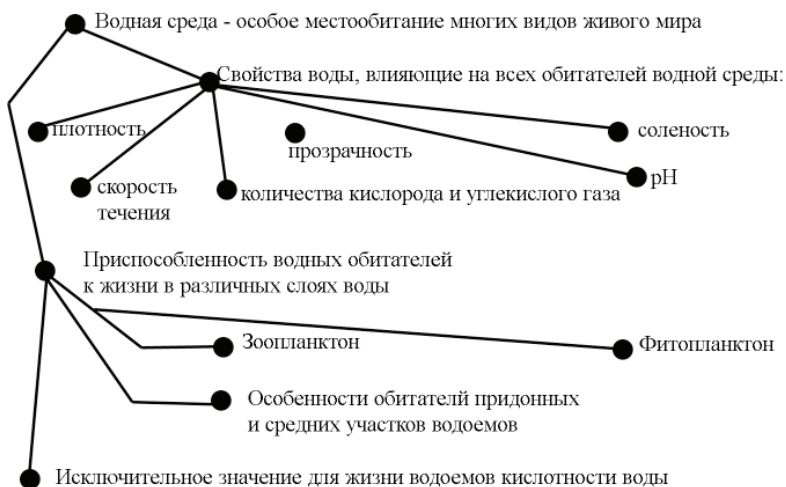 Водная среда - особое местообитание многих видов живого мира
Свойства воды, влияющие на всех обитателей водной среды:
плотность
прозрачность
соленость
скорость
течения
количества кислорода и углекислого газа
pH
Приспособленность водных обитателей
к жизни в различных слоях воды
Зоопланктон
Фитопланктон
Особенности обитателй придонных
и средних участков водоемов
Исключительное значение для жизни водоемов кислотности воды